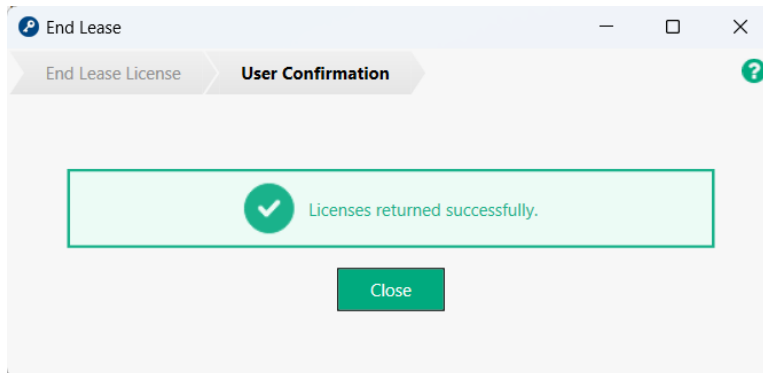 End Lease
End Lease License
User Confirmation
?
Licenses returned successfully.
Close